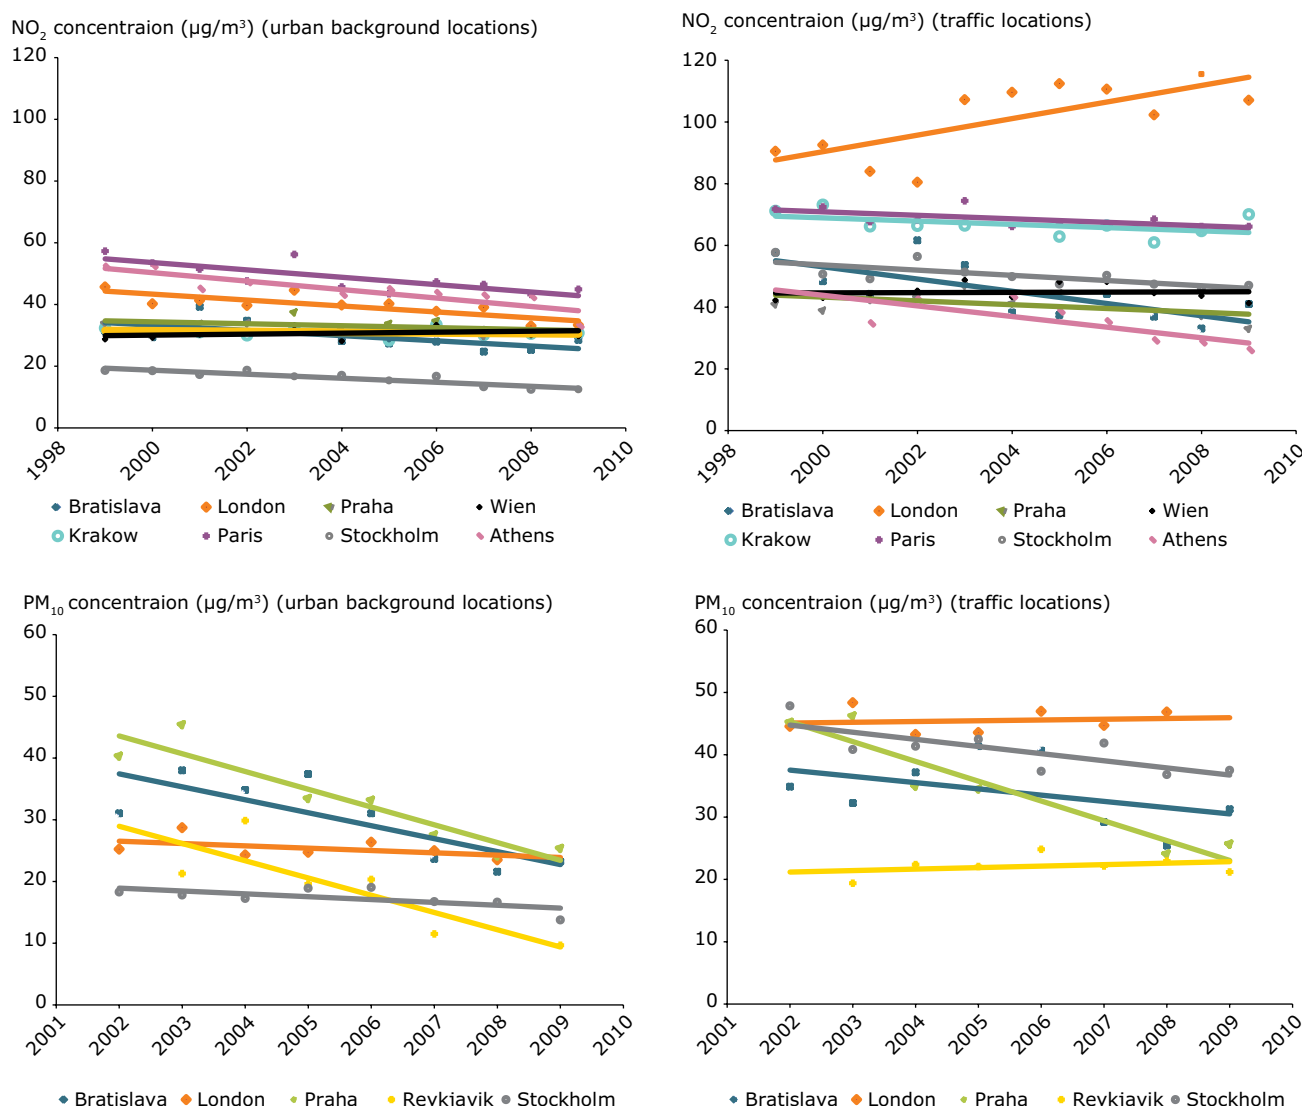 NO2 concentraion (µg/m³) (urban background locations)
120
100
80
60
40
20
0
1998 2000 2002 2004 2006 2008 2010
Bratislava London Praha Wien
Krakow Paris Stockholm Athens
NO2 concentraion (µg/m³) (traffic locations)
120
100
80
60
40
20
0
1998 2000 2002 2004 2006 2008 2010
Bratislava London Praha Wien
Krakow Paris Stockholm Athens
PM10 concentraion (µg/m³) (urban background locations)
60
50
40
30
20
10
0
2001 2002 2003 2004 2005 2006 2007 2008 2009 2010
Bratislava London Praha Revkiavik Stockholm
PM10 concentraion (µg/m³) (traffic locations)
60
50
40
30
20
10
0
2001 2002 2003 2004 2005 2006 2007 2008 2009 2010
Bratislava London Praha Revkiavik Stockholm